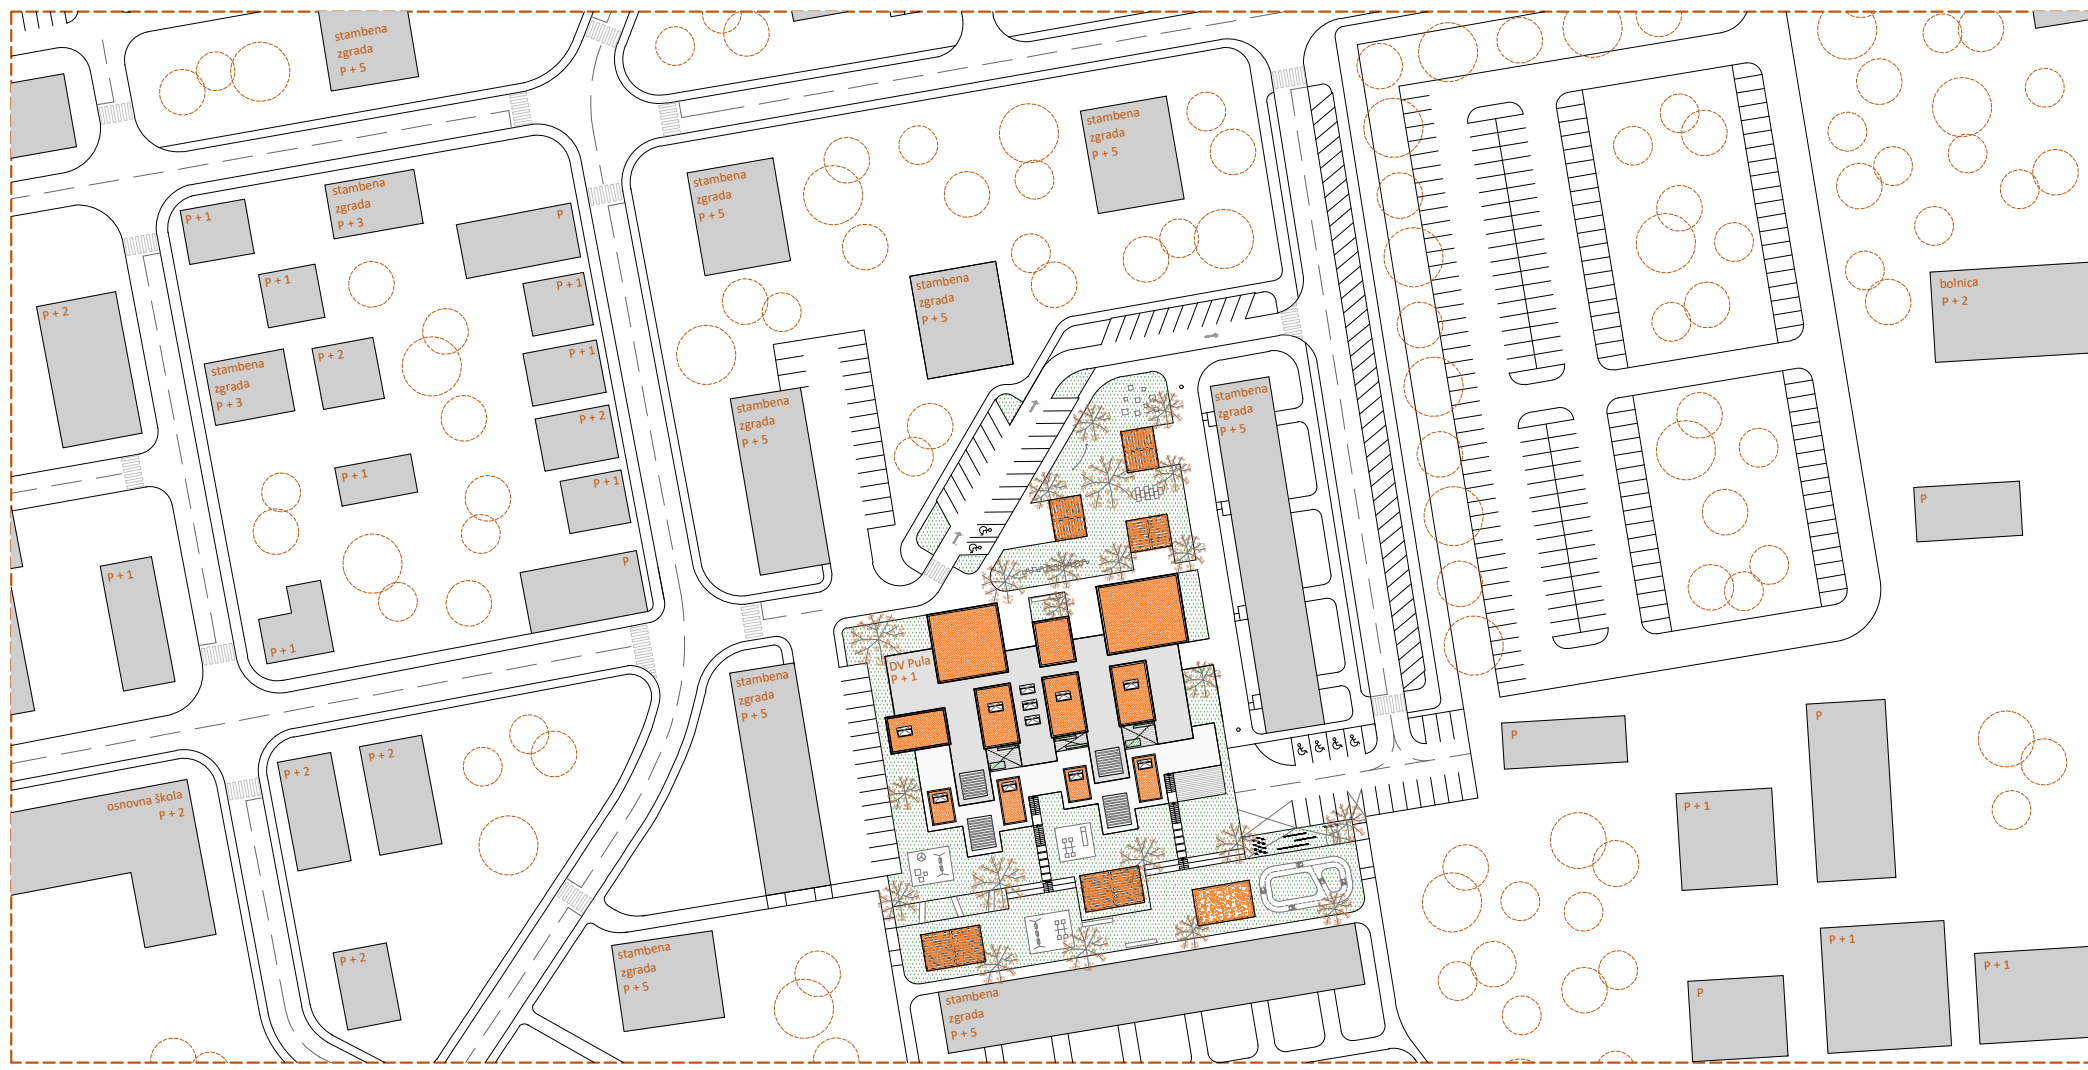 stambena
zgrada
P + 5
stambena
zgrada
P + 5
stambena
zgrada
P + 5
P + 1
stambena
zgrada
P + 3
P
P + 1
P + 1
stambena
zgrada
P + 5
bolnica
P + 2
P + 2
stambena
zgrada
P + 3
P + 2
P + 1
P + 2
stambena
zgrada
P + 5
stambena
zgrada
P + 5
P + 1
P + 1
P
P + 1
P
P + 1
DV Pula
P + 1
stambena
zgrada
P + 5
P
P
P + 2
P + 2
osnovna škola
P + 2
P + 1
P + 2
stambena
zgrada
P + 5
stambena
zgrada
P + 5
P
P + 1
P + 1